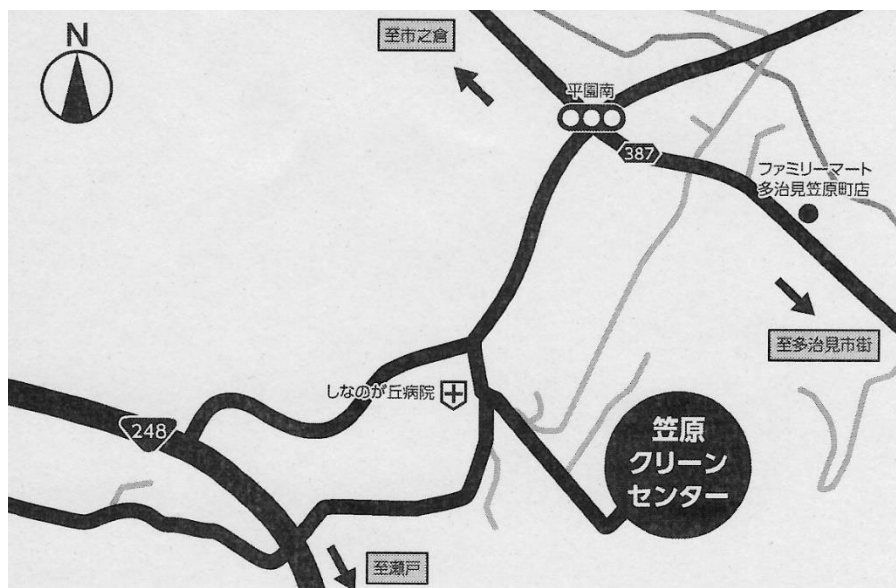 N
至市之倉
平園南
387
ファミリーマート
多治見笠原町店
至多治見市街
しなのが丘病院
248
笠原
クリーン
センター
至瀬戸